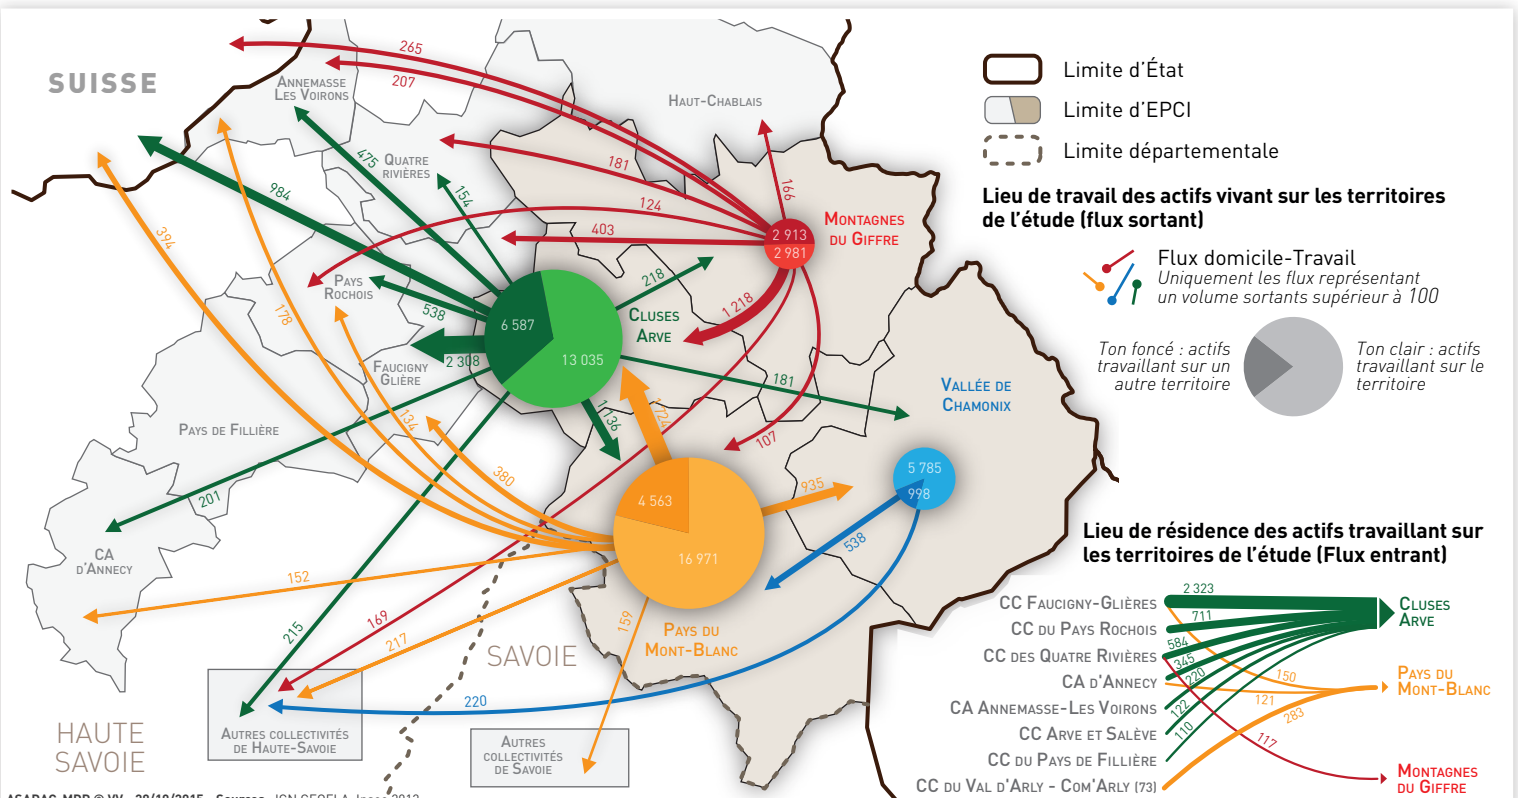 SUISSE
ANNEMASSE
LES VOIRONS
HAUT-CHABLAIS
QUATRE
RIVIÈRES
MONTAGNES
DU GIFFRE
PAYS
ROCHOIS
CLUSES
ARVE
FAUCIGNY
GLIÈRE
VALLÉE DE
CHAMONIX
PAYS DE FILLIÈRE
CA
D'ANNECY
PAYS DU
MONT-BLANC
SAVOIE
HAUTE
SAVOIE
AUTRES COLLECTIVITÉS
DE HAUTE-SAVOIE
AUTRES
COLLECTIVITÉS
DE SAVOIE
265
207
181
166
124
403
475
154
984
394
178
538
218
2 913
2 981
1 218
6 587
13 035
2 308
181
134
380
1 136
1724
107
201
4 563
16 971
935
5 785
998
538
152
215
169
217
159
220
Limite d'État
Limite d'EPCI
Limite départementale
Lieu de travail des actifs vivant sur les territoires
de l'étude (flux sortant)
Flux domicile-Travail
Uniquement les flux représentant
un volume sortants supérieur à 100
Ton foncé : actifs
travaillant sur un
autre territoire
Ton clair : actifs
travaillant sur le
territoire
Lieu de résidence des actifs travaillant sur
les territoires de l'étude (Flux entrant)
CC FAUCIGNY-GLIÈRES
CC DU PAYS ROCHOIS
CC DES QUATRE RIVIÈRES
CA D'ANNECY
CA ANNEMASSE-LES VOIRONS
CC ARVE ET SALÈVE
CC DU PAYS DE FILLIÈRE
CC DU VAL D'ARLY - COM'ARLY (73)
2 323
711
584
345
220
122
110
150
121
283
117
CLUSES
ARVE
PAYS DU
MONT-BLANC
MONTAGNES
DU GIFFRE